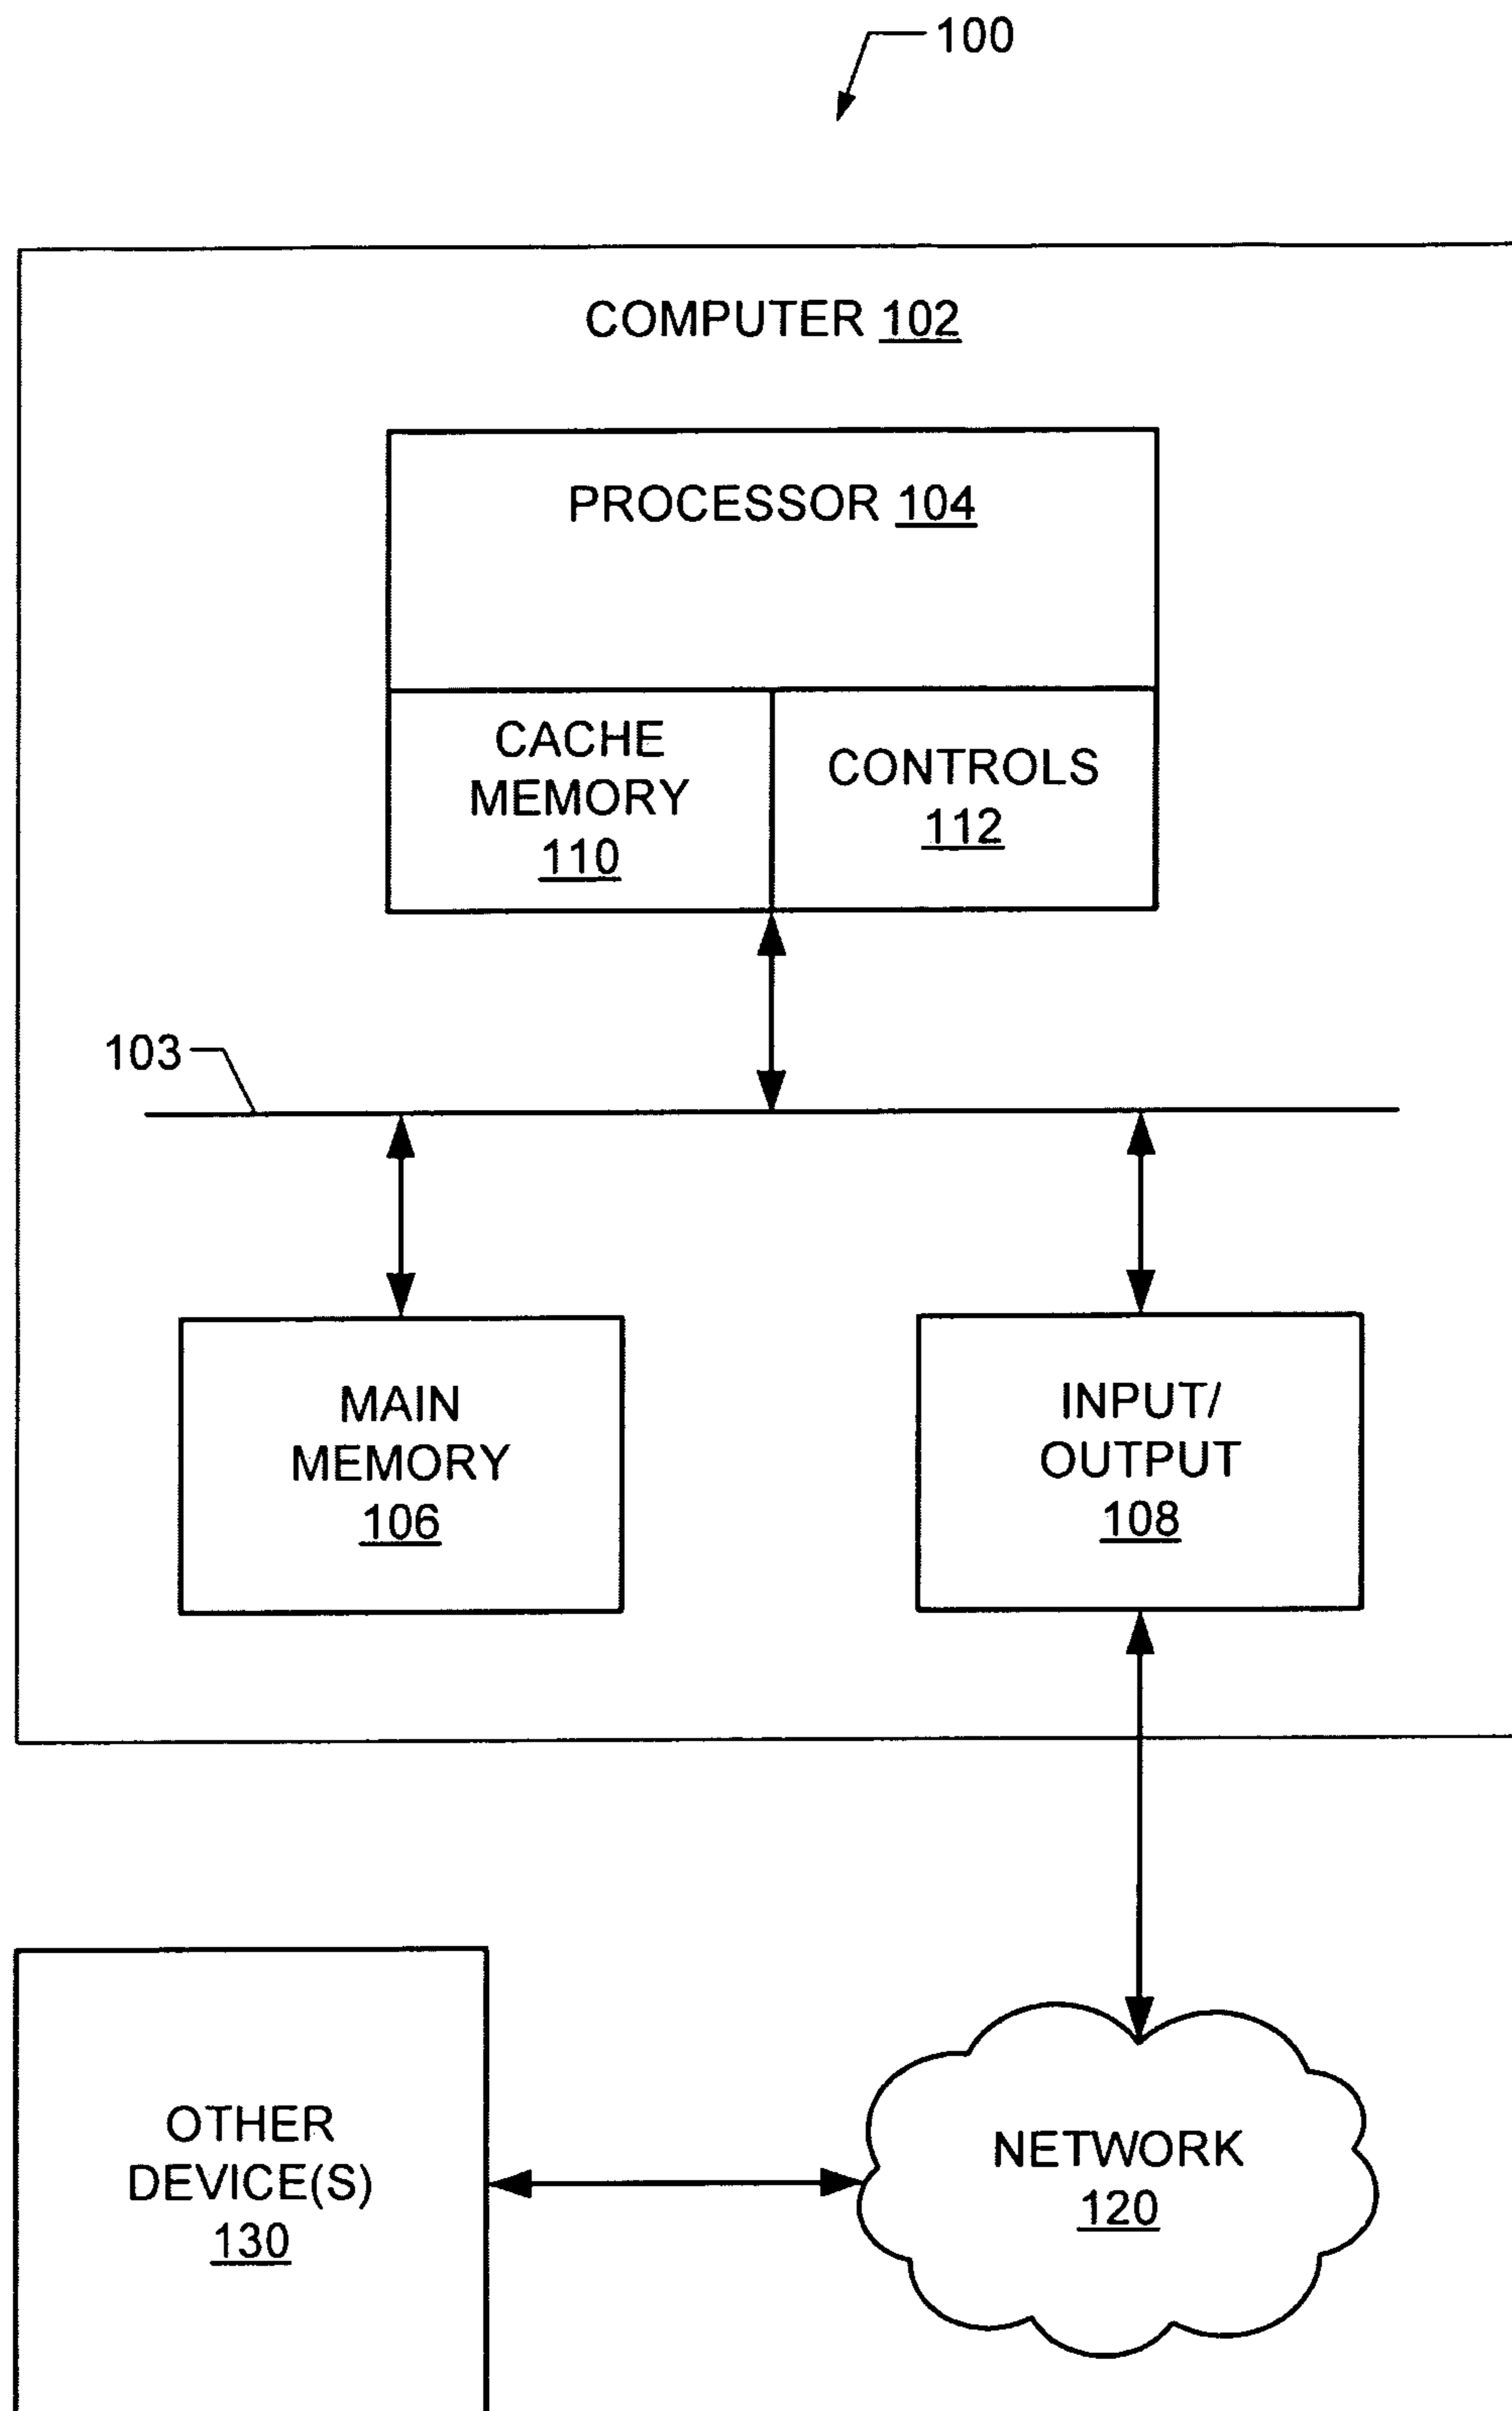 100
COMPUTER 102
PROCESSOR 104
CACHE
MEMORY
110
CONTROLS
112
103
MAIN
MEMORY
106
INPUT/
OUTPUT
108
OTHER
DEVICE(S)
130
NETWORK
120